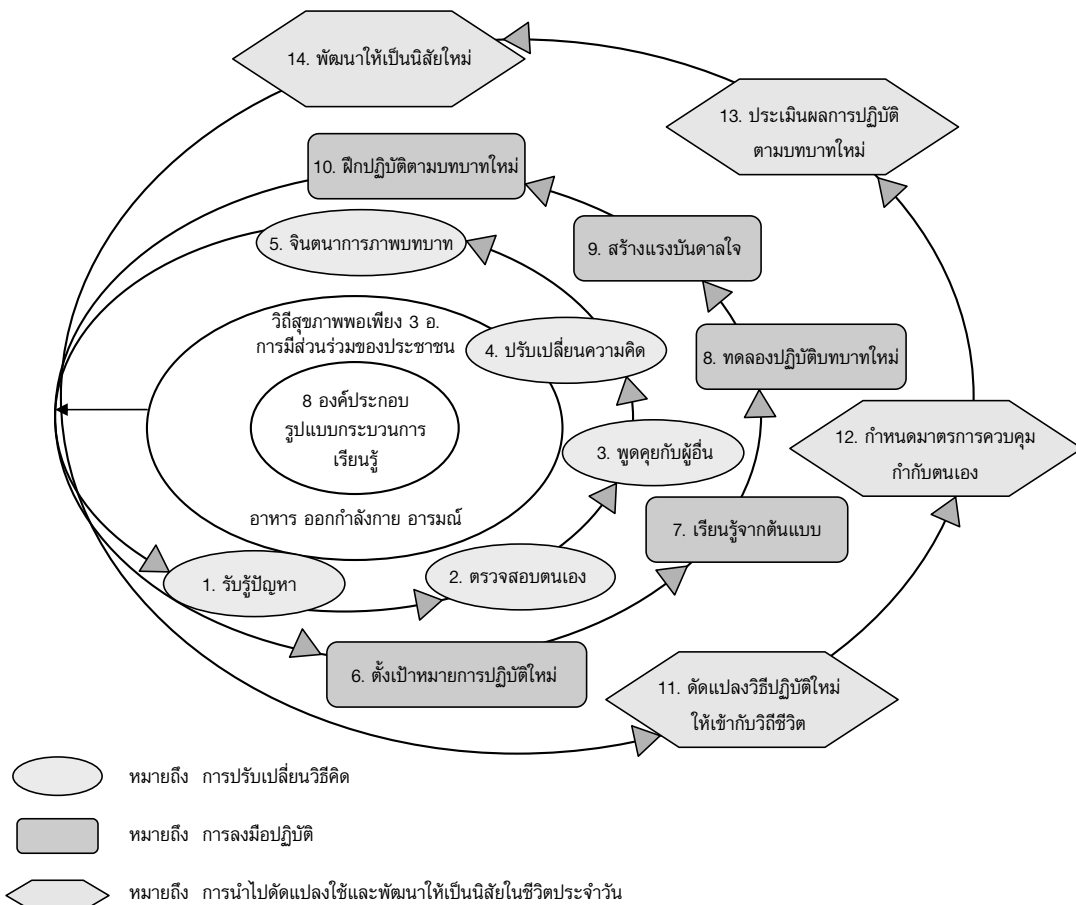 14. พัฒนาให้เป็นนิสัยใหม่
13. ประเมินผลการปฏิบัติ
ตามบทบาทใหม่
10. ฝึกปฏิบัติตามบทบาทใหม่
5. จินตนาการภาพบทบาท
9. สร้างแรงบันดาลใจ
วิถีสุขภาพพอเพียง 3 อ.
การมีส่วนร่วมของประชาชน
4. ปรับเปลี่ยนความคิด
8. ทดลองปฏิบัติบทบาทใหม่
8 องค์ประกอบ
รูปแบบกระบวนการ
เรียนรู้
3. พูดคุยกับผู้อื่น
12. กำหนดมาตรการควบคุม
กำกับตนเอง
อาหาร ออกกำลังกาย อารมณ์
7. เรียนรู้จากต้นแบบ
1. รับรู้ปัญหา
2. ตรวจสอบตนเอง
6. ตั้งเป้าหมายการปฏิบัติใหม่
11. ดัดแปลงวิธีปฏิบัติใหม่
ให้เข้ากับวิถีชีวิต
หมายถึง การปรับเปลี่ยนวิธีคิด
หมายถึง การลงมือปฏิบัติ
หมายถึง การนำไปดัดแปลงใช้และพัฒนาให้เป็นนิสัยในชีวิตประจำวัน